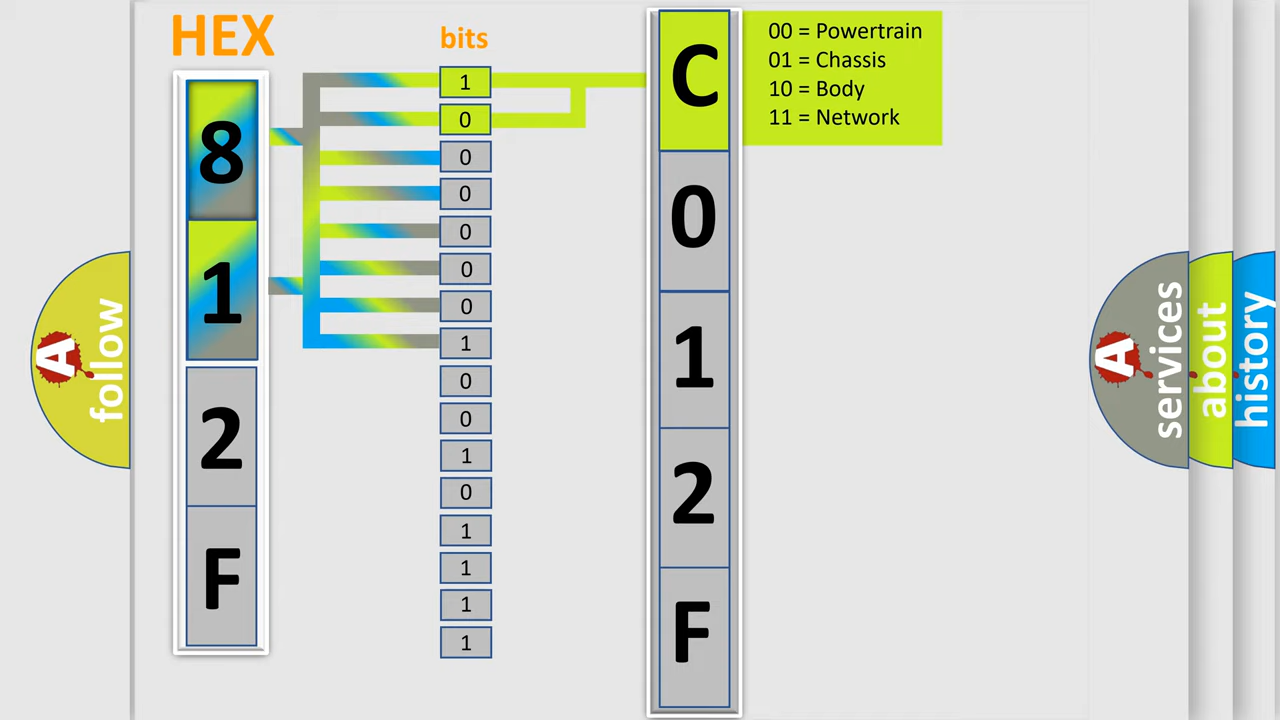 HEX
8
1
2
F
bits
1
0
0
0
0
0
0
1
0
0
1
0
1
1
1
1
C
0
1
2
F
00 = Powertrain
01 = Chassis
10 = Body
11 = Network
A
follow
A
services
about
history